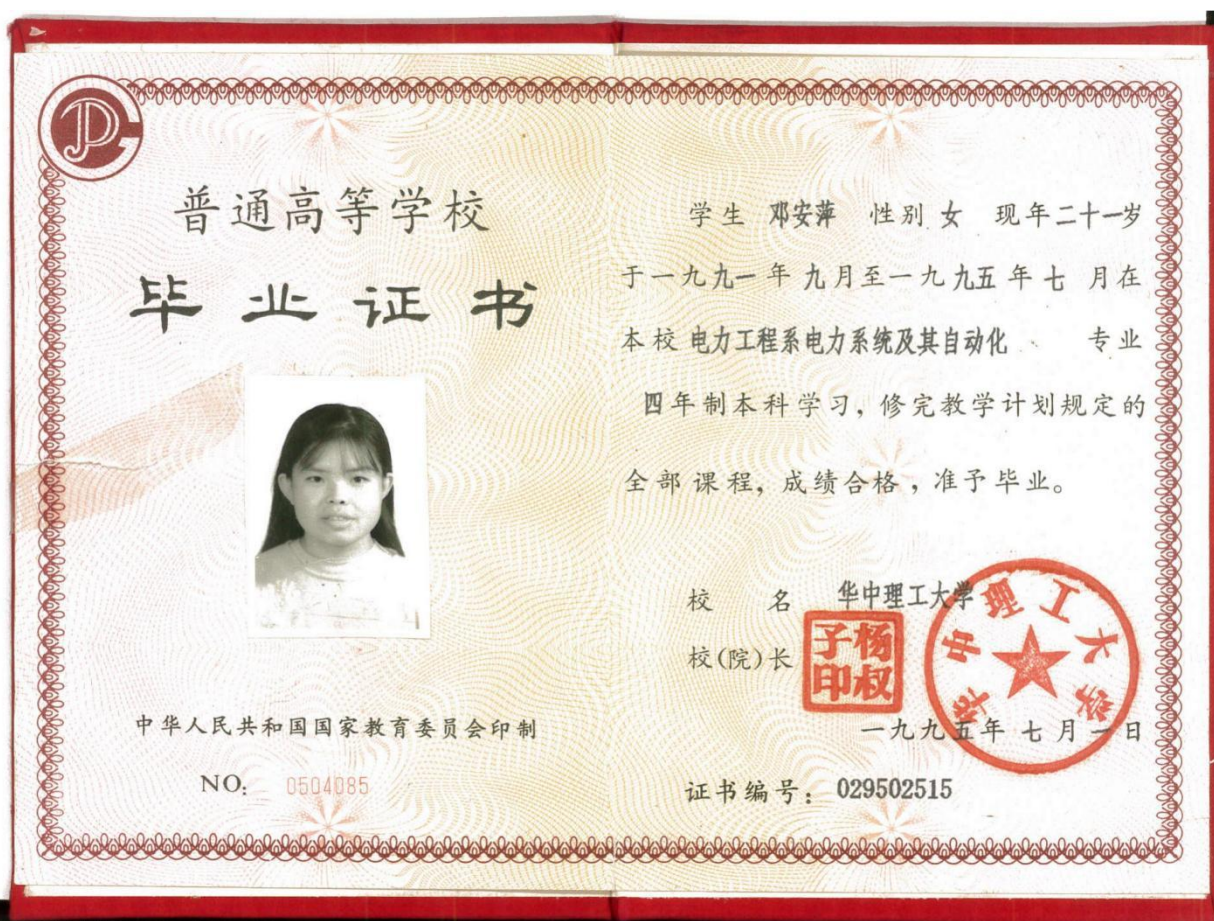 普通高等学校
毕业证书
中华人民共和国国家教育委员会印制
NO: 0504085
学生 邓安萍 性别 女 现年二十一岁
于一九九一年九月至一九九五年七 月在
本校 电力工程系电力系统及其自动化 专业
四年制本科学习, 修完教学计划规定的
全部课程, 成绩合格, 准予毕业。
校 名 华中理工大学
校(院)长 杨叔子印
华中理工大学
一九九五年七月一日
证书编号: 029502515